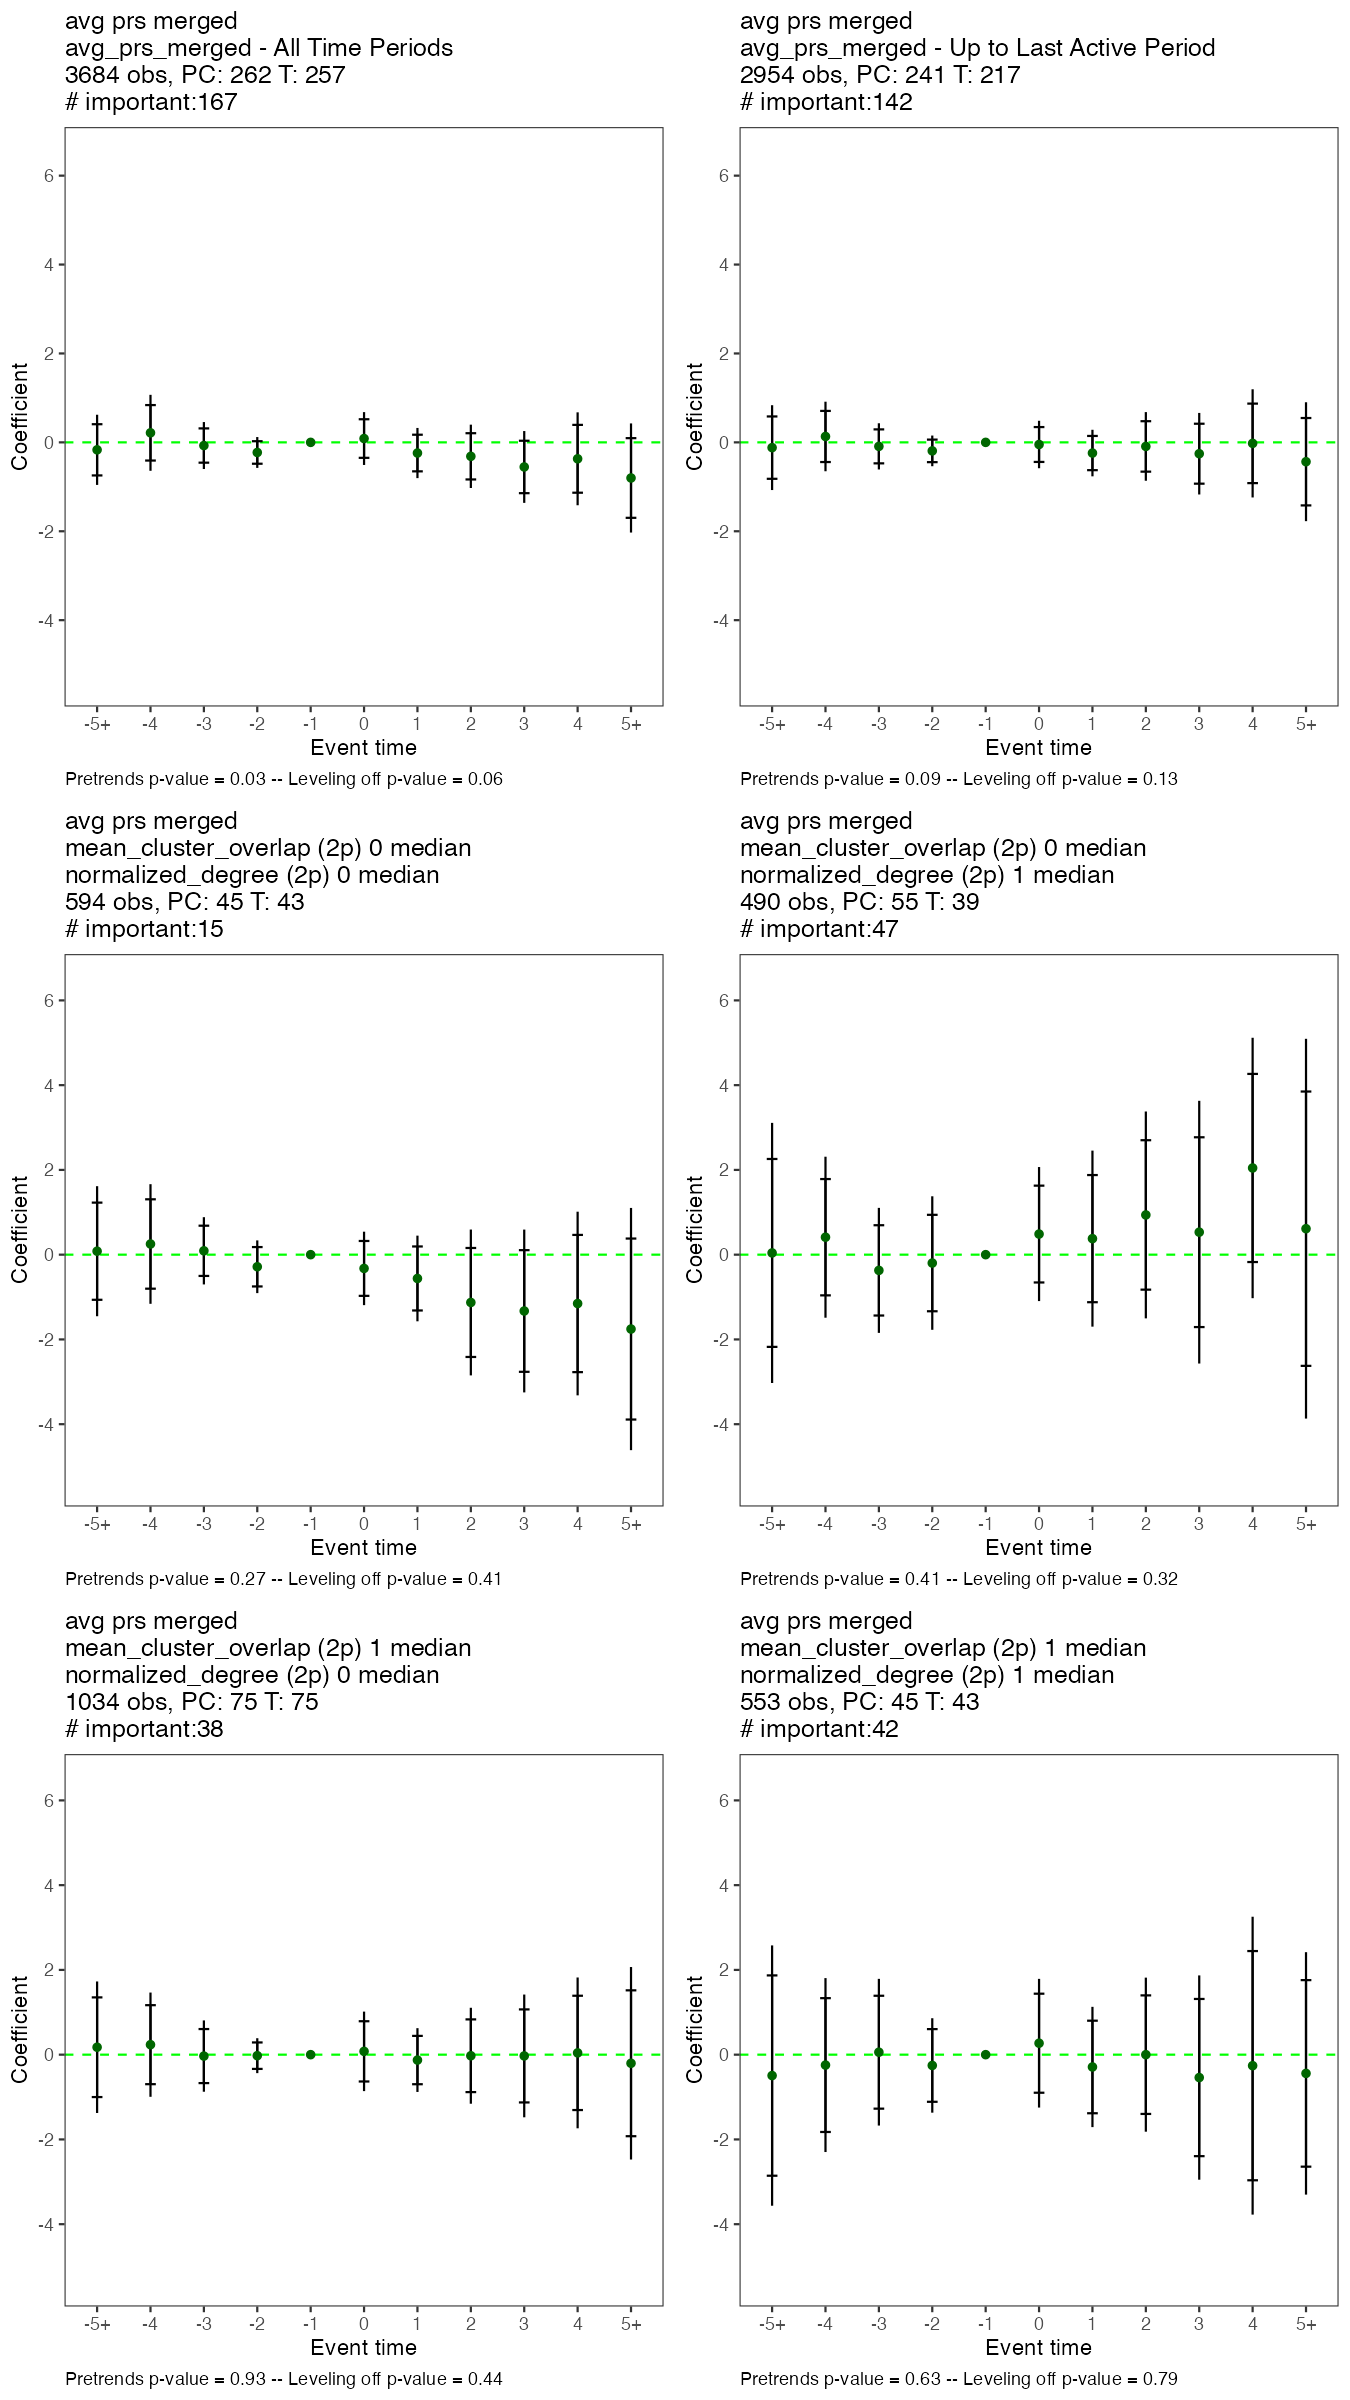 avg prs merged
avg_prs_merged - All Time Periods
3684 obs, PC: 262 T: 257
# important:167
6
4
2
0
-2
-4
Coefficient
-5+ -4 -3 -2 -1 0 1 2 3 4 5+
Event time
Pretrends p-value = 0.03 -- Leveling off p-value = 0.06
avg prs merged
avg_prs_merged - Up to Last Active Period
2954 obs, PC: 241 T: 217
# important:142
6
4
2
0
-2
-4
Coefficient
-5+ -4 -3 -2 -1 0 1 2 3 4 5+
Event time
Pretrends p-value = 0.09 -- Leveling off p-value = 0.13
avg prs merged
mean_cluster_overlap (2p) 0 median
normalized_degree (2p) 0 median
594 obs, PC: 45 T: 43
# important:15
6
4
2
0
-2
-4
Coefficient
-5+ -4 -3 -2 -1 0 1 2 3 4 5+
Event time
Pretrends p-value = 0.27 -- Leveling off p-value = 0.41
avg prs merged
mean_cluster_overlap (2p) 0 median
normalized_degree (2p) 1 median
490 obs, PC: 55 T: 39
# important:47
6
4
2
0
-2
-4
Coefficient
-5+ -4 -3 -2 -1 0 1 2 3 4 5+
Event time
Pretrends p-value = 0.41 -- Leveling off p-value = 0.32
avg prs merged
mean_cluster_overlap (2p) 1 median
normalized_degree (2p) 0 median
1034 obs, PC: 75 T: 75
# important:38
6
4
2
0
-2
-4
Coefficient
-5+ -4 -3 -2 -1 0 1 2 3 4 5+
Event time
Pretrends p-value = 0.93 -- Leveling off p-value = 0.44
avg prs merged
mean_cluster_overlap (2p) 1 median
normalized_degree (2p) 1 median
553 obs, PC: 45 T: 43
# important:42
6
4
2
0
-2
-4
Coefficient
-5+ -4 -3 -2 -1 0 1 2 3 4 5+
Event time
Pretrends p-value = 0.63 -- Leveling off p-value = 0.79